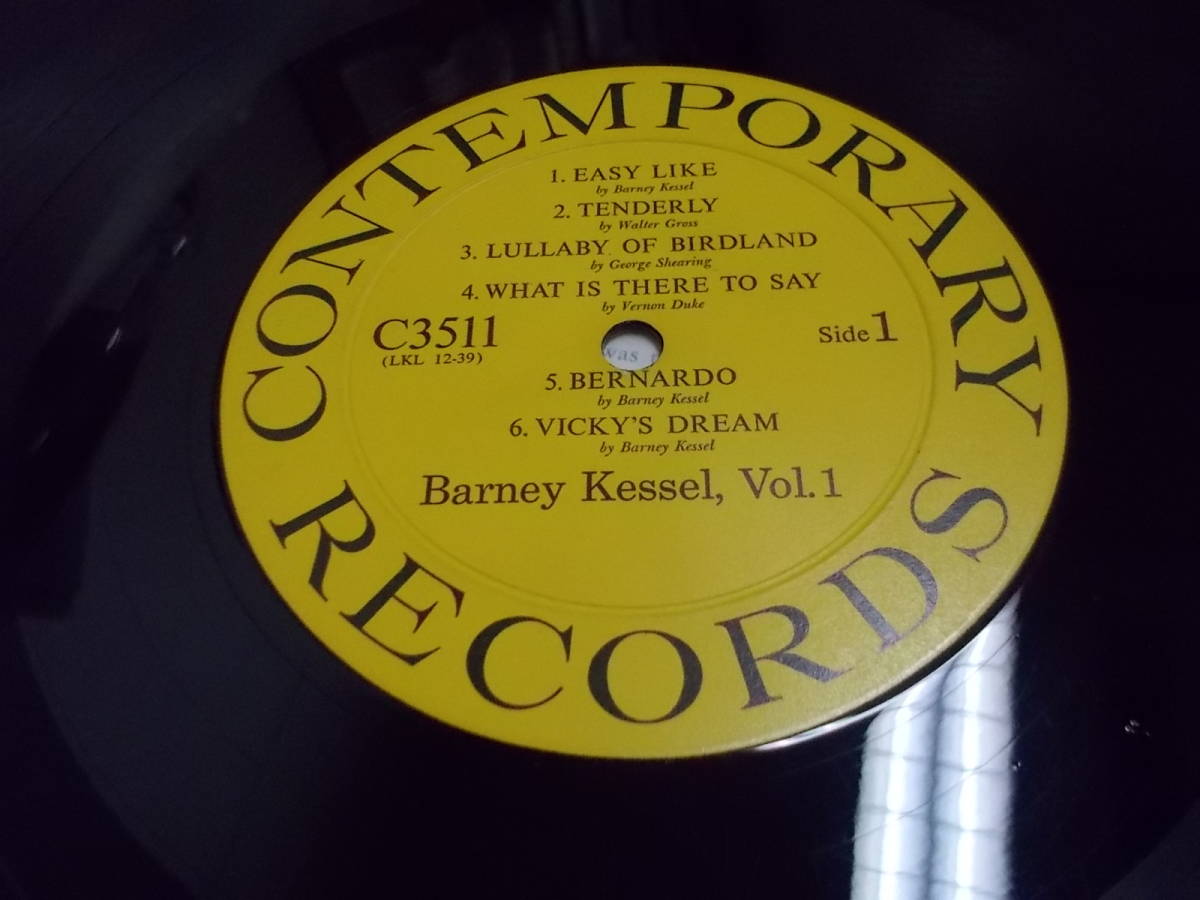 CONTEMPORARY
1. EASY LIKE
by Barney Kessel
2. TENDERLY
by Walter Gross
3. LULLABY OF BIRDLAND
by George Shearing
4. WHAT IS THERE TO SAY
by Vernon Duke
C3511
(LKL 12-39)
Side 1
was
5. BERNARDO
by Barney Kessel
6. VICKY'S DREAM
by Barney Kessel
Barney Kessel, Vol.1
RECORDS